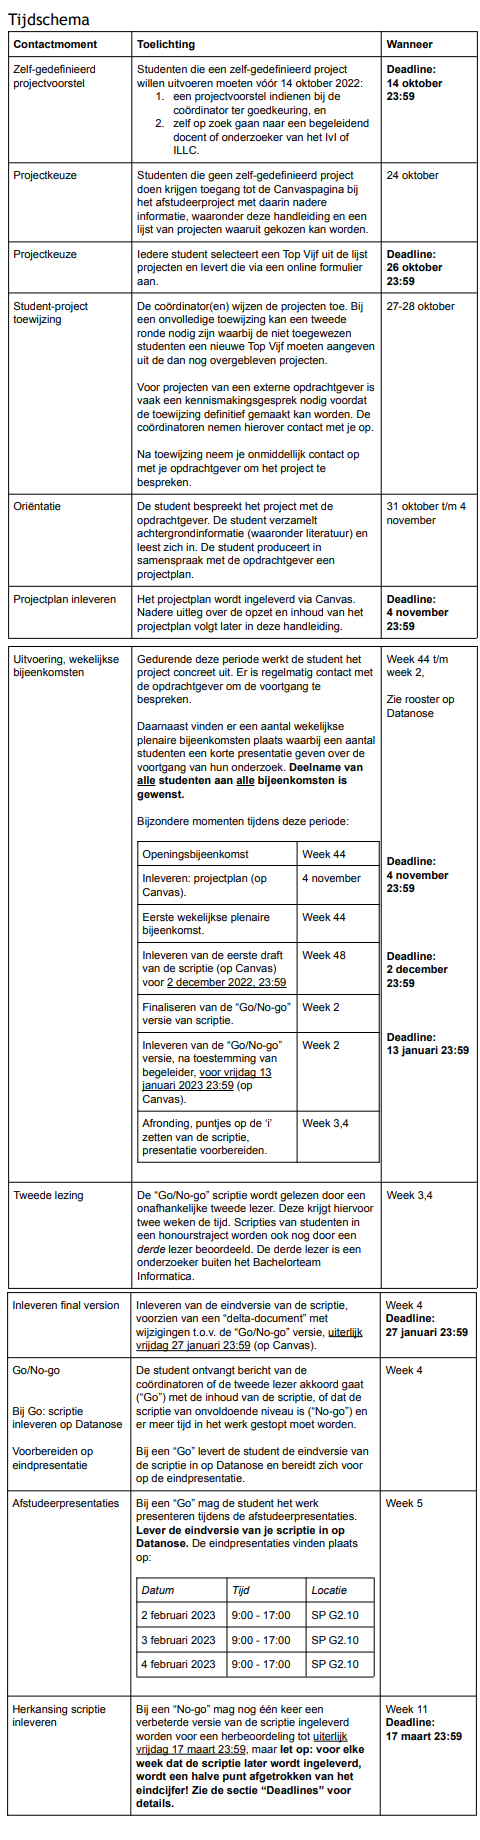 Tijdschema
Contactmoment Toelichting Wanneer
Zelf-gedefinieerd
projectvoorstel
Studenten die een zelf-gedefinieerd project
willen uitvoeren moeten vóór 14 oktober 2022:
1. een projectvoorstel indienen bij de
coördinator ter goedkeuring, en
2. zelf op zoek gaan naar een begeleidend
docent of onderzoeker van het IvI of
ILLC.
Deadline:
14 oktober
23:59
Projectkeuze
Studenten die geen zelf-gedefinieerd project
doen krijgen toegang tot de Canvaspagina bij
het afstudeerproject met daarin nadere
informatie, waaronder deze handleiding en een
lijst van projecten waaruit gekozen kan worden.
24 oktober
Projectkeuze
Iedere student selecteert een Top Vijf uit de lijst
projecten en levert die via een online formulier
aan.
Deadline:
26 oktober
23:59
Student-project
toewijzing
De coördinator(en) wijzen de projecten toe. Bij
een onvolledige toewijzing kan een tweede
ronde nodig zijn waarbij de niet toegewezen
studenten een nieuwe Top Vijf moeten aangeven
uit de dan nog overgebleven projecten.
Voor projecten van een externe opdrachtgever is
vaak een kennismakingsgesprek nodig voordat
de toewijzing definitief gemaakt kan worden. De
coördinatoren nemen hierover contact met je op.
Na toewijzing neem je onmiddellijk contact op
met je opdrachtgever om het project te
bespreken.
27-28 oktober
Oriëntatie
De student bespreekt het project met de
opdrachtgever. De student verzamelt
achtergrondinformatie (waaronder literatuur) en
leest zich in. De student produceert in
samenspraak met de opdrachtgever een
projectplan.
31 oktober t/m 4
november
Projectplan inleveren
Het projectplan wordt ingeleverd via Canvas.
Nadere uitleg over de opzet en inhoud van het
projectplan volgt later in deze handleiding.
Deadline:
4 november
23:59
Uitvoering, wekelijkse
bijeenkomsten
Gedurende deze periode werkt de student het
project concreet uit. Er is regelmatig contact met
de opdrachtgever om de voortgang te
bespreken.
Daarnaast vinden er een aantal wekelijkse
plenaire bijeenkomsten plaats waarbij een aantal
studenten een korte presentatie geven over de
voortgang van hun onderzoek. Deelname van
alle studenten aan alle bijeenkomsten is
gewenst.
Bijzondere momenten tijdens deze periode:
Week 44 t/m
week 2,
Zie rooster op
Datanose
Openingsbijeenkomst Week 44
Inleveren: projectplan (op
Canvas).
4 november
Deadline:
4 november
23:59
Eerste wekelijkse plenaire
bijeenkomst.
Week 44
Inleveren van de eerste draft
van de scriptie (op Canvas)
voor 2 december 2022, 23:59
Week 48
Deadline:
2 december
23:59
Finaliseren van de “Go/No-go”
versie van scriptie.
Week 2
Inleveren van de “Go/No-go”
versie, na toestemming van
begeleider, voor vrijdag 13
januari 2023 23:59 (op
Canvas).
Week 2
Deadline:
13 januari 23:59
Afronding, puntjes op de ‘i’
zetten van de scriptie,
presentatie voorbereiden.
Week 3,4
Tweede lezing
De “Go/No-go” scriptie wordt gelezen door een
onafhankelijke tweede lezer. Deze krijgt hiervoor
twee weken de tijd. Scripties van studenten in
een honourstraject worden ook nog door een
derde lezer beoordeeld. De derde lezer is een
onderzoeker buiten het Bachelorteam
Informatica.
Week 3,4
Inleveren final version
Inleveren van de eindversie van de scriptie,
voorzien van een “delta-document” met
wijzigingen t.o.v. de “Go/No-go” versie, uiterlijk
vrijdag 27 januari 23:59 (op Canvas).
Week 4
Deadline:
27 januari 23:59
Go/No-go
Bij Go: scriptie
inleveren op Datanose
Voorbereiden op
eindpresentatie
De student ontvangt bericht van de
coördinatoren of de tweede lezer akkoord gaat
(“Go”) met de inhoud van de scriptie, of dat de
scriptie van onvoldoende niveau is (“No-go”) en
er meer tijd in het werk gestopt moet worden.
Bij een “Go” levert de student de eindversie van
de scriptie in op Datanose en bereidt zich voor
op de eindpresentatie.
Week 4
Afstudeerpresentaties
Bij een “Go” mag de student het werk
presenteren tijdens de afstudeerpresentaties.
Lever de eindversie van je scriptie in op
Datanose. De eindpresentaties vinden plaats
op:
Week 5
Datum Tijd Locatie
2 februari 2023 9:00 - 17:00 SP G2.10
3 februari 2023 9:00 - 17:00 SP G2.10
4 februari 2023 9:00 - 17:00 SP G2.10
Herkansing scriptie
inleveren
Bij een “No-go” mag nog één keer een
verbeterde versie van de scriptie ingeleverd
worden voor een herbeoordeling tot uiterlijk
vrijdag 17 maart 23:59, maar let op: voor elke
week dat de scriptie later wordt ingeleverd,
wordt een halve punt afgetrokken van het
eindcijfer! Zie de sectie “Deadlines” voor
details.
Week 11
Deadline:
17 maart 23:59